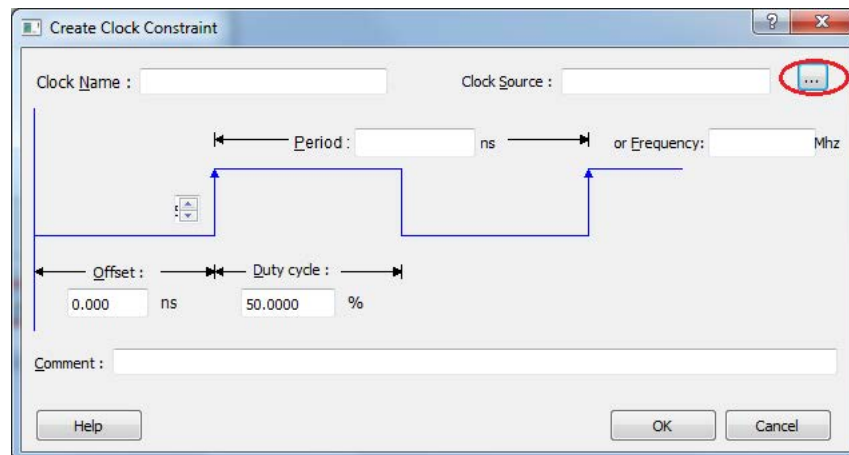 Create Clock Constraint
Clock Name :
Clock Source :
...
Period :
ns
or Frequency:
Mhz
Offset :
Duty cycle :
0.000
ns
50.0000
%
Comment :
Help
OK
Cancel